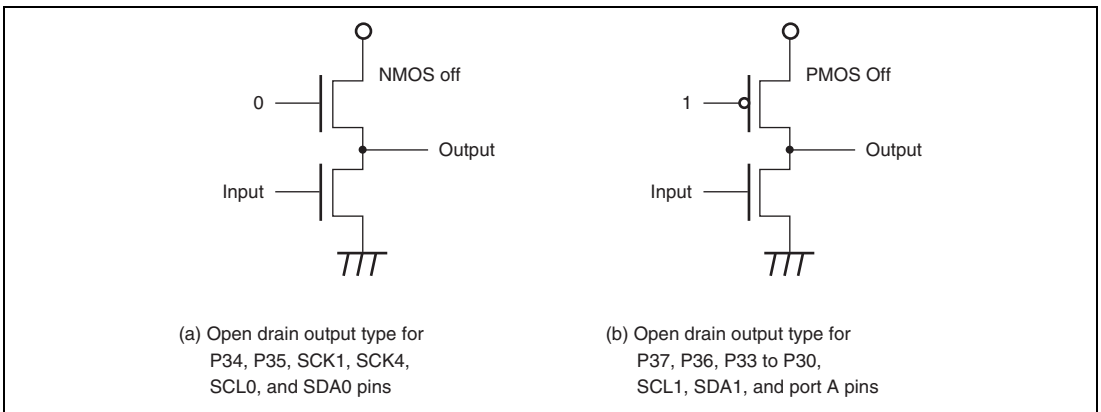 NMOS off
0
Output
Input
(a) Open drain output type for
P34, P35, SCK1, SCK4,
SCL0, and SDA0 pins
PMOS Off
1
Output
Input
(b) Open drain output type for
P37, P36, P33 to P30,
SCL1, SDA1, and port A pins